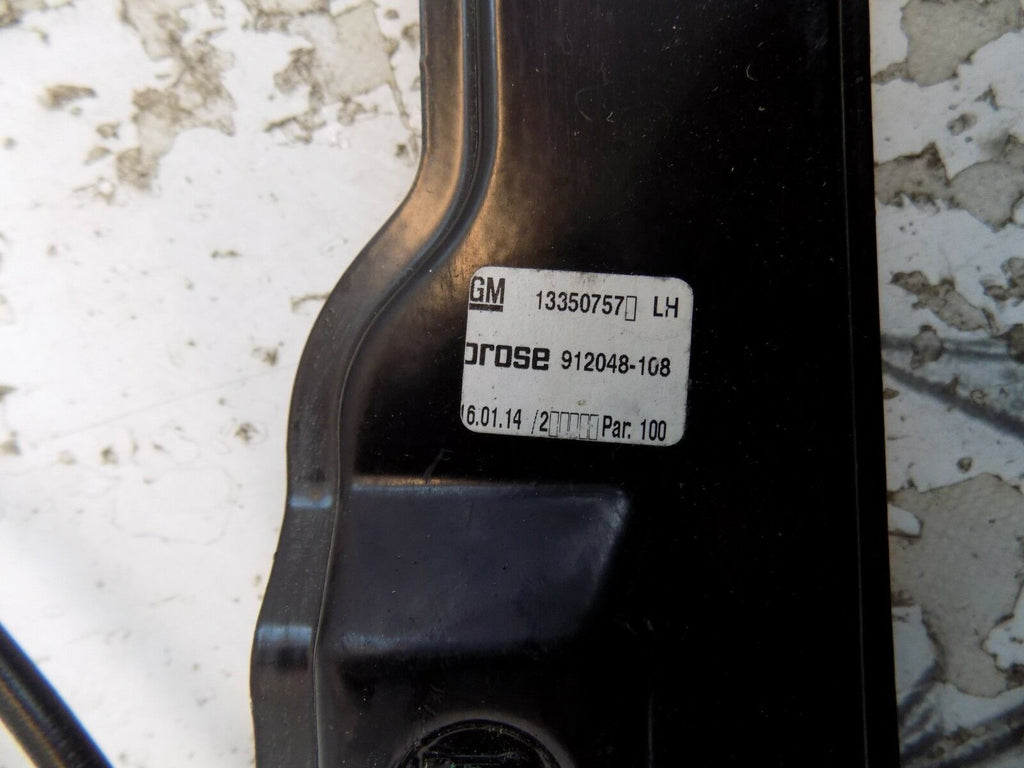 GM 13350757▯ LH
brose 912048-108
16.01.14 /2▯▯▯▯▯ Par. 100